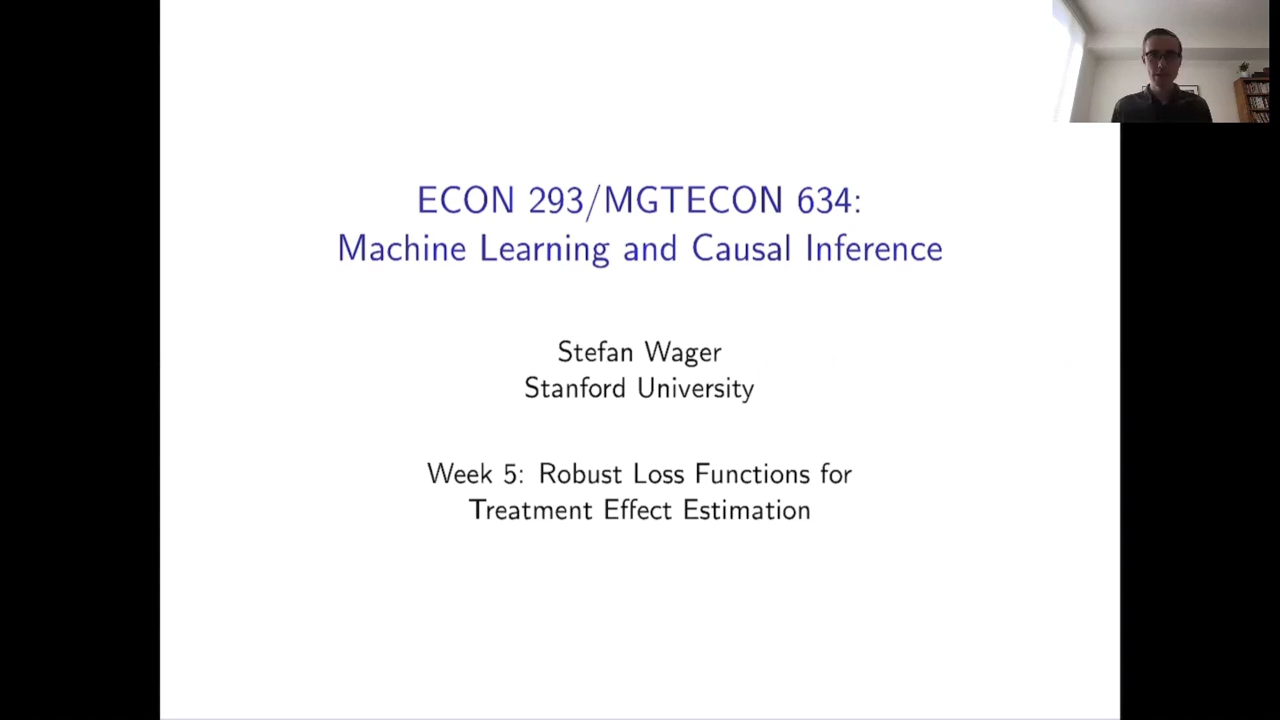 ECON 293/MGTECON 634:
Machine Learning and Causal Inference
Stefan Wager
Stanford University
Week 5: Robust Loss Functions for
Treatment Effect Estimation